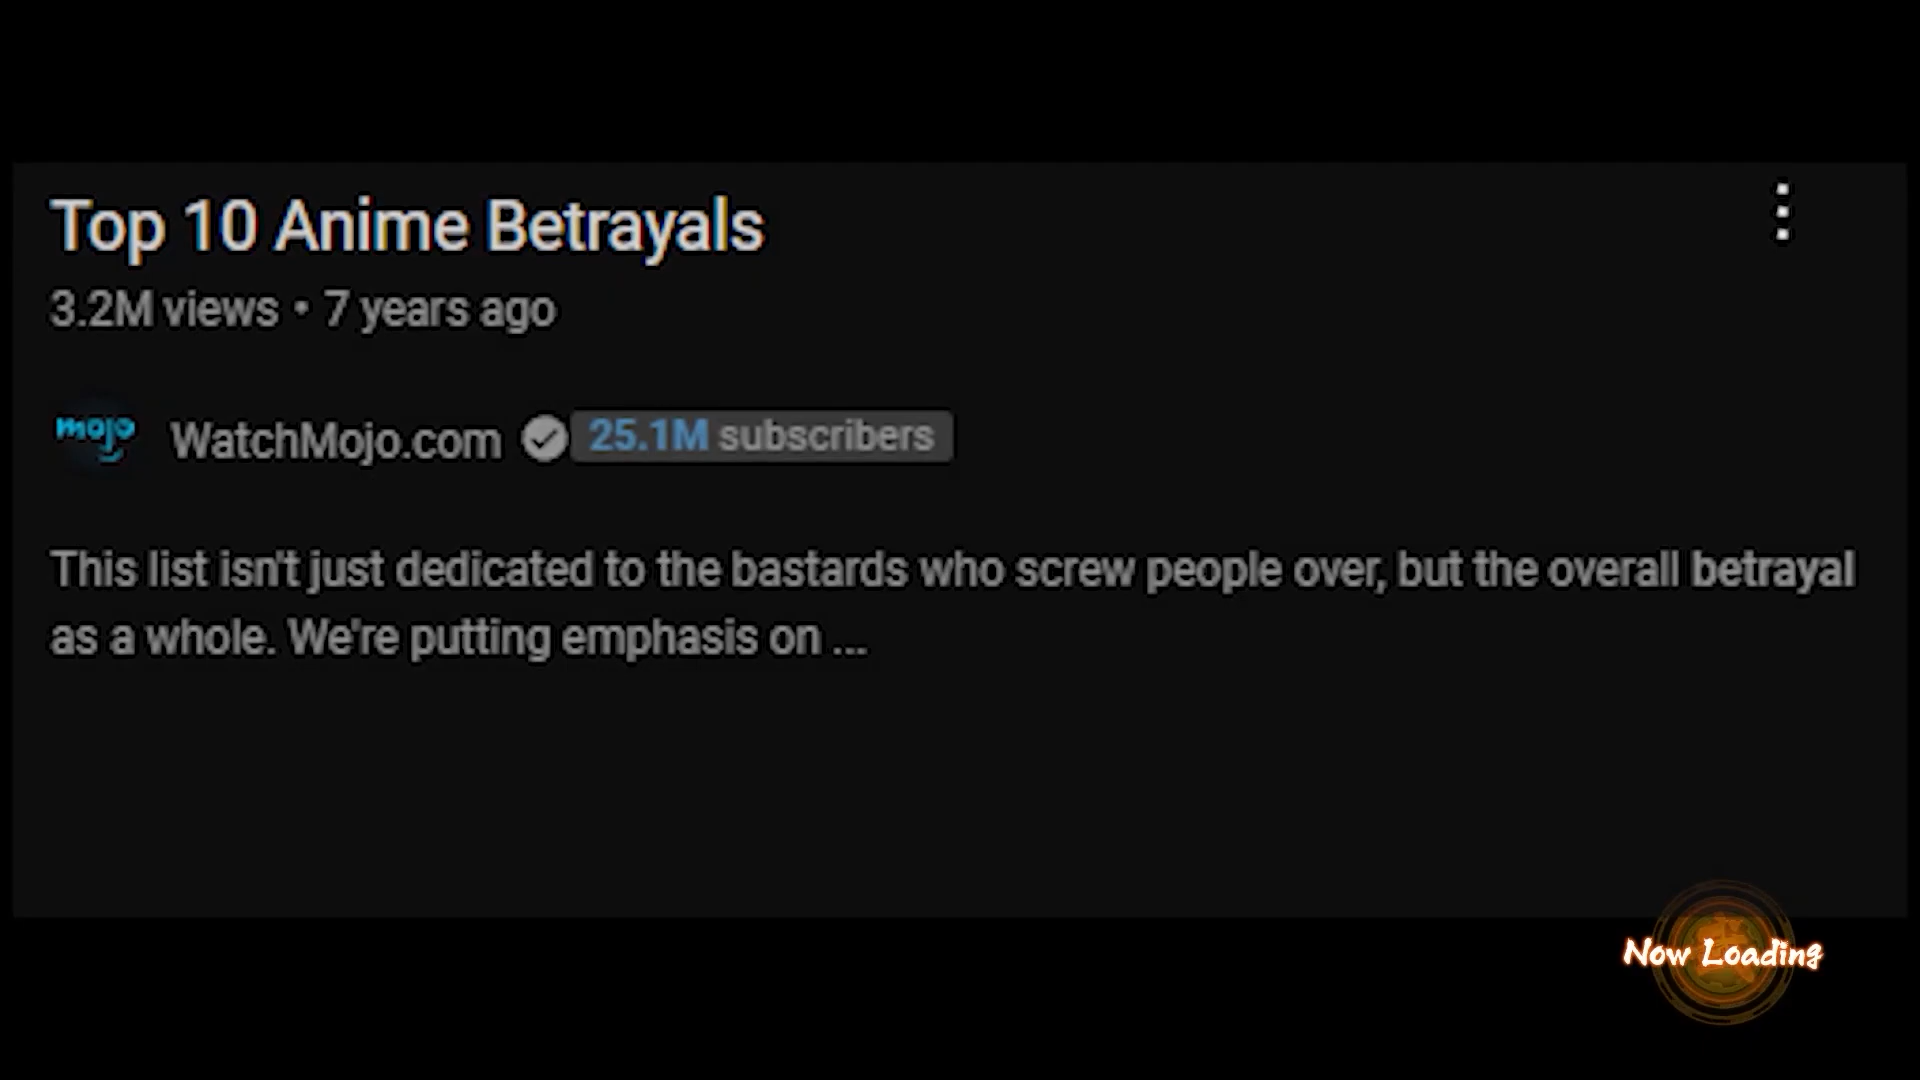 Top 10 Anime Betrayals
3.2M views • 7 years ago
mojo WatchMojo.com 25.1M subscribers
This list isn't just dedicated to the bastards who screw people over, but the overall betrayal
as a whole. We're putting emphasis on ...
Now Loading